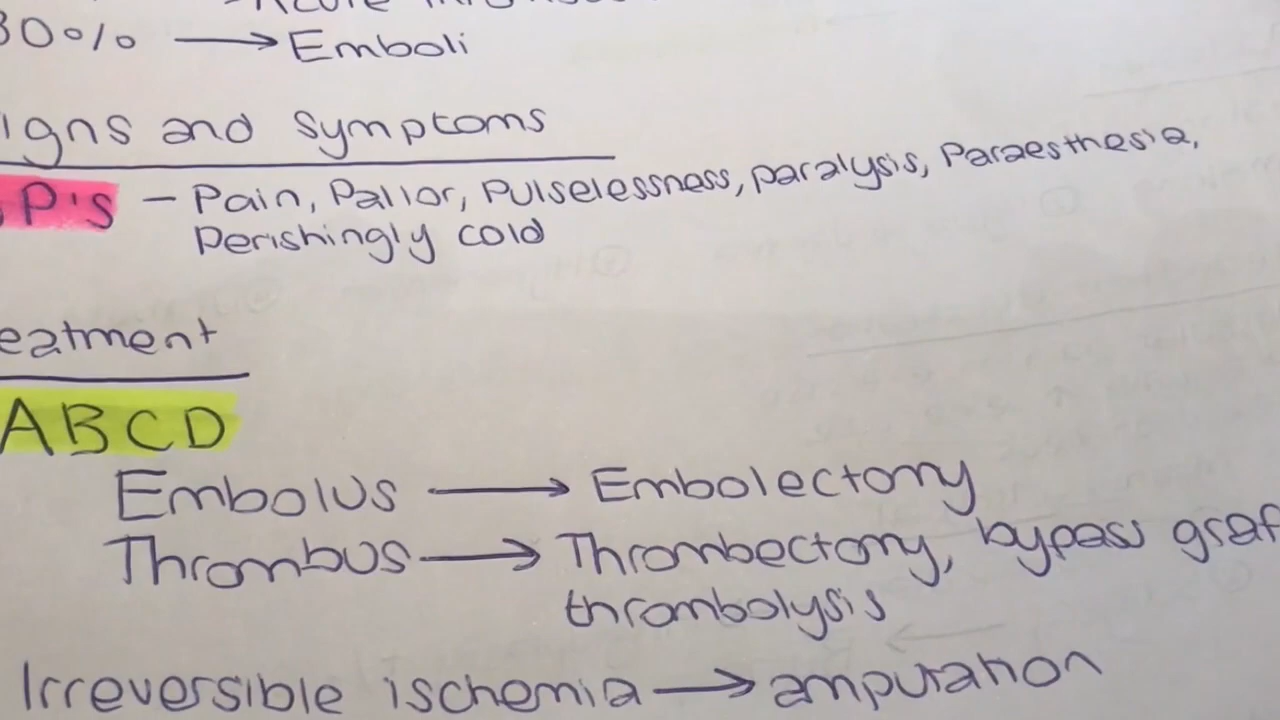 30% → Emboli
igns and symptoms
P's - Pain, Pallor, Pulselessness, paralysis, Paraesthesia,
Perishingly cold
eatment
ABCD
Embolus → Embolectomy
Thrombus → Thrombectomy, bypass graf
thrombolysis
Irreversible ischemia → amputation